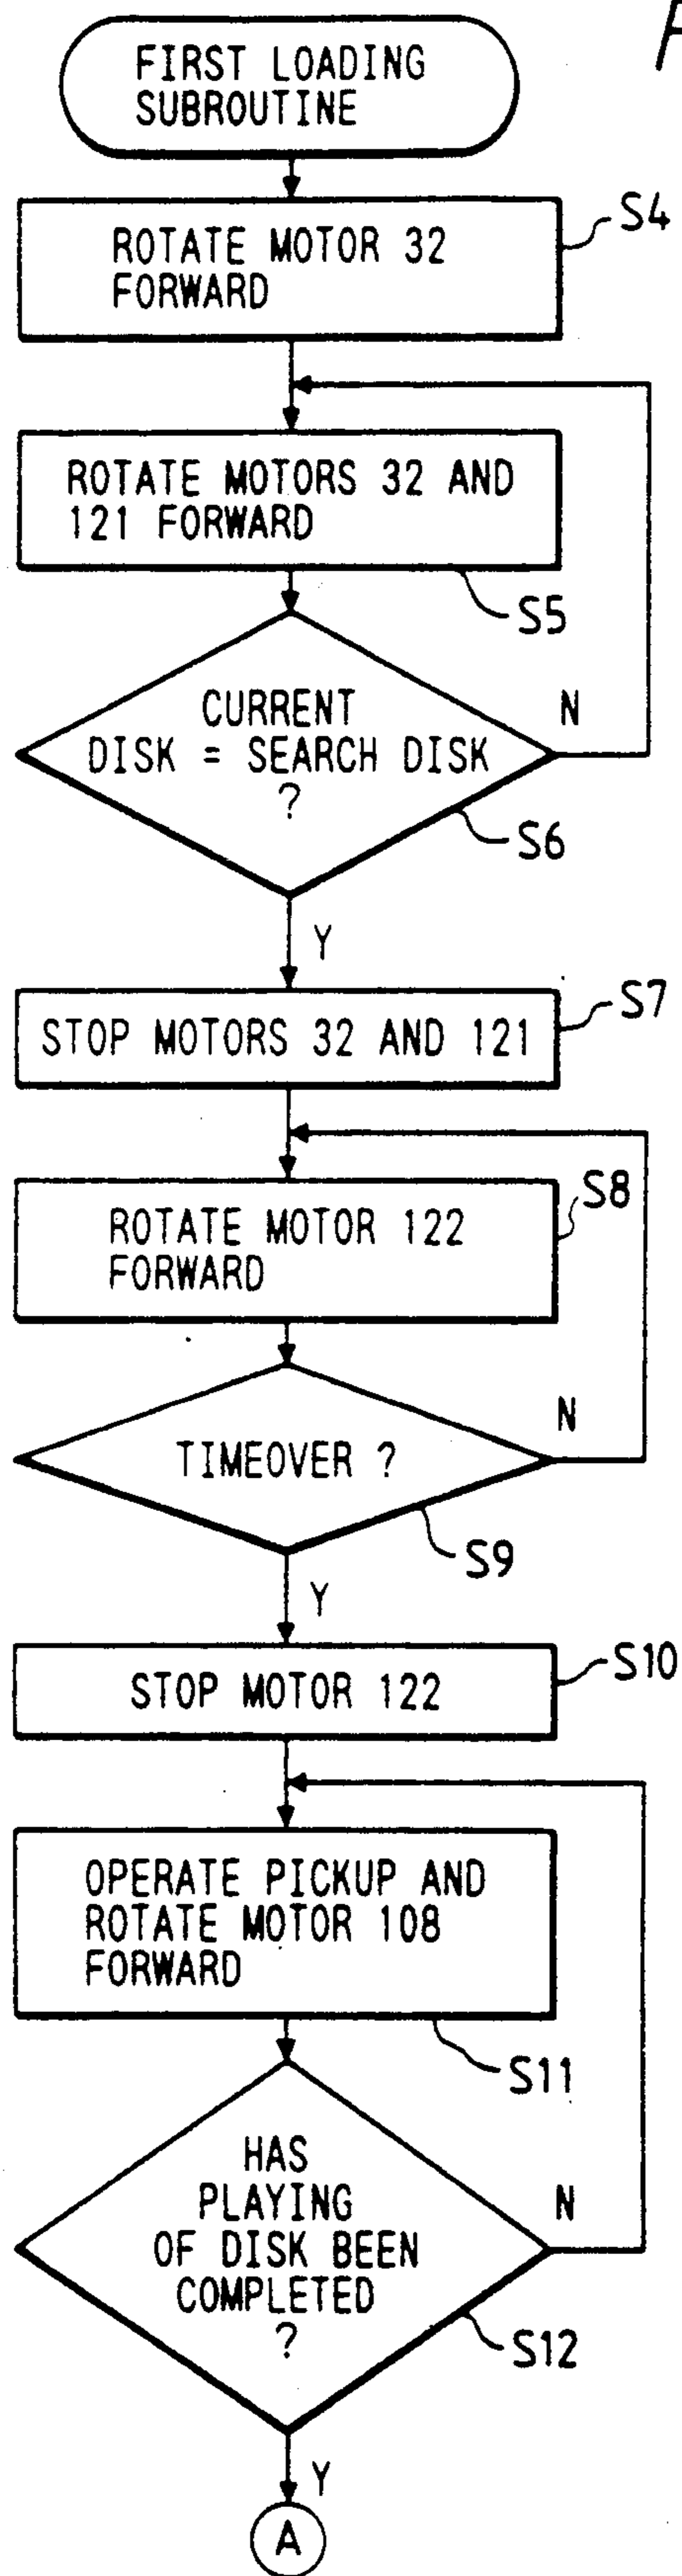 FIRST LOADING
SUBROUTINE
ROTATE MOTOR 32
FORWARD
S4
ROTATE MOTORS 32 AND
121 FORWARD
S5
CURRENT
DISK = SEARCH DISK
?
N
S6
Y
STOP MOTORS 32 AND 121
S7
ROTATE MOTOR 122
FORWARD
S8
TIMEOVER ?
N
S9
Y
STOP MOTOR 122
S10
OPERATE PICKUP AND
ROTATE MOTOR 108
FORWARD
S11
HAS
PLAYING
OF DISK BEEN
COMPLETED
?
N
S12
Y
A